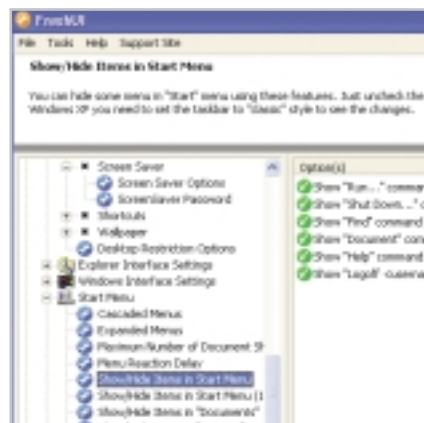 FreshUI
File Tools Help Support Site
Show/Hide Items in Start Menu
You can hide some menu in "Start" menu using these features. Just uncheck the
Windows XP you need to set the taskbar to "classic" style to see the changes.
Screen Saver
Screen Saver Options
ScreenSaver Password
Shortcuts
Wallpaper
Desktop Restriction Options
Explorer Interface Settings
Windows Interface Settings
Start Menu
Cascaded Menus
Expanded Menus
Maximum Number of Document Sh
Menu Reaction Delay
Show/Hide Items in Start Menu
Show/Hide Items in Start Menu (
Show/Hide Items in "Documents"
Option(s)
Show "Run..." comman
Show "Shut Down..." c
Show "Find" command
Show "Document" com
Show "Help" command
Show "Logoff <userna